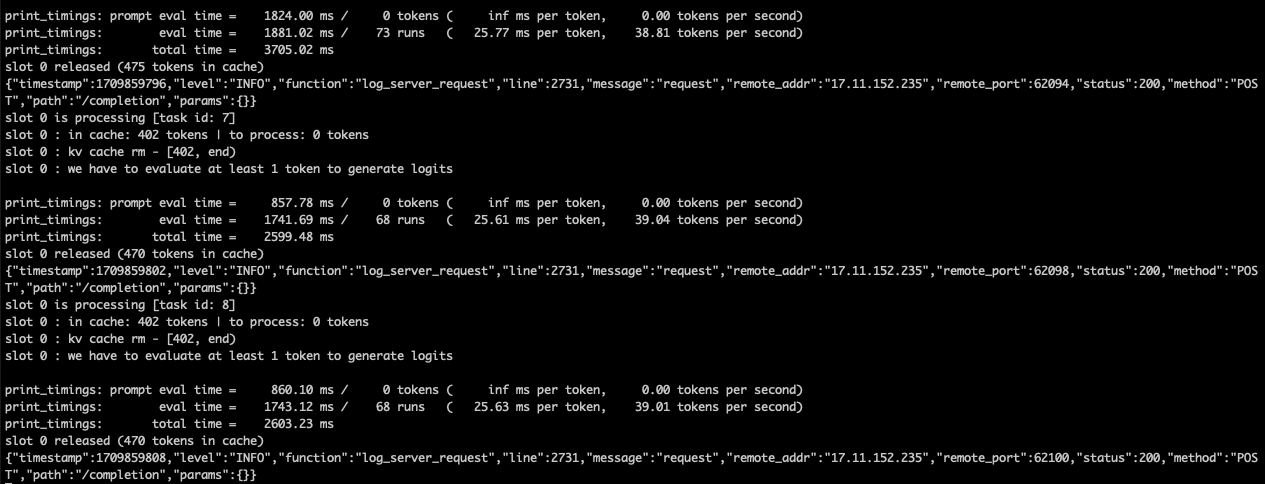 print_timings: prompt eval time =    1824.00 ms /     0 tokens (     inf ms per token,     0.00 tokens per second)
print_timings:        eval time =    1881.02 ms /    73 runs   (   25.77 ms per token,    38.81 tokens per second)
print_timings:       total time =    3705.02 ms
slot 0 released (475 tokens in cache)
{"timestamp":1709859796,"level":"INFO","function":"log_server_request","line":2731,"message":"request","remote_addr":"17.11.152.235","remote_port":62094,"status":200,"method":"POS
T","path":"/completion","params":{}}
slot 0 is processing [task id: 7]
slot 0 : in cache: 402 tokens | to process: 0 tokens
slot 0 : kv cache rm - [402, end)
slot 0 : we have to evaluate at least 1 token to generate logits

print_timings: prompt eval time =     857.78 ms /     0 tokens (     inf ms per token,     0.00 tokens per second)
print_timings:        eval time =    1741.69 ms /    68 runs   (   25.61 ms per token,    39.04 tokens per second)
print_timings:       total time =    2599.48 ms
slot 0 released (470 tokens in cache)
{"timestamp":1709859802,"level":"INFO","function":"log_server_request","line":2731,"message":"request","remote_addr":"17.11.152.235","remote_port":62098,"status":200,"method":"POS
T","path":"/completion","params":{}}
slot 0 is processing [task id: 8]
slot 0 : in cache: 402 tokens | to process: 0 tokens
slot 0 : kv cache rm - [402, end)
slot 0 : we have to evaluate at least 1 token to generate logits

print_timings: prompt eval time =     860.10 ms /     0 tokens (     inf ms per token,     0.00 tokens per second)
print_timings:        eval time =    1743.12 ms /    68 runs   (   25.63 ms per token,    39.01 tokens per second)
print_timings:       total time =    2603.23 ms
slot 0 released (470 tokens in cache)
{"timestamp":1709859808,"level":"INFO","function":"log_server_request","line":2731,"message":"request","remote_addr":"17.11.152.235","remote_port":62100,"status":200,"method":"POS
T","path":"/completion","params":{}}